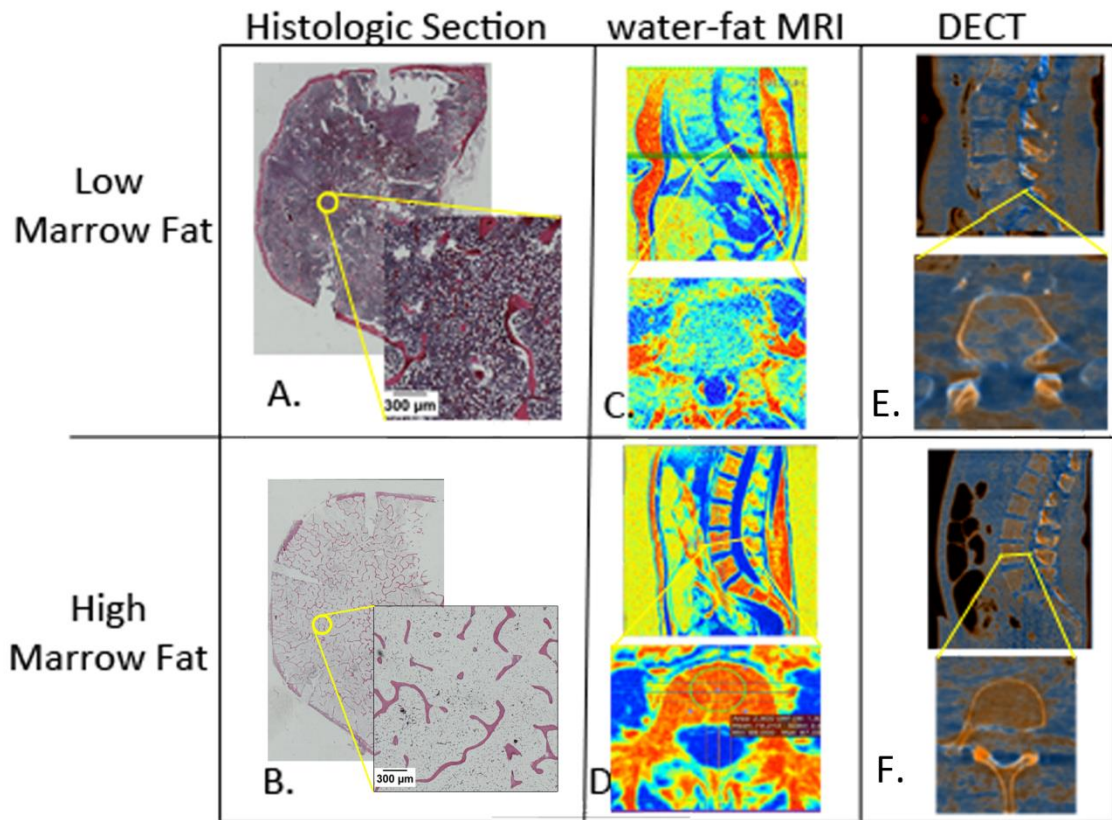 Histologic Section
water-fat MRI
DECT
Low
Marrow Fat
300 µm
A.
C.
E.
High
Marrow Fat
300 µm
B.
D.
F.